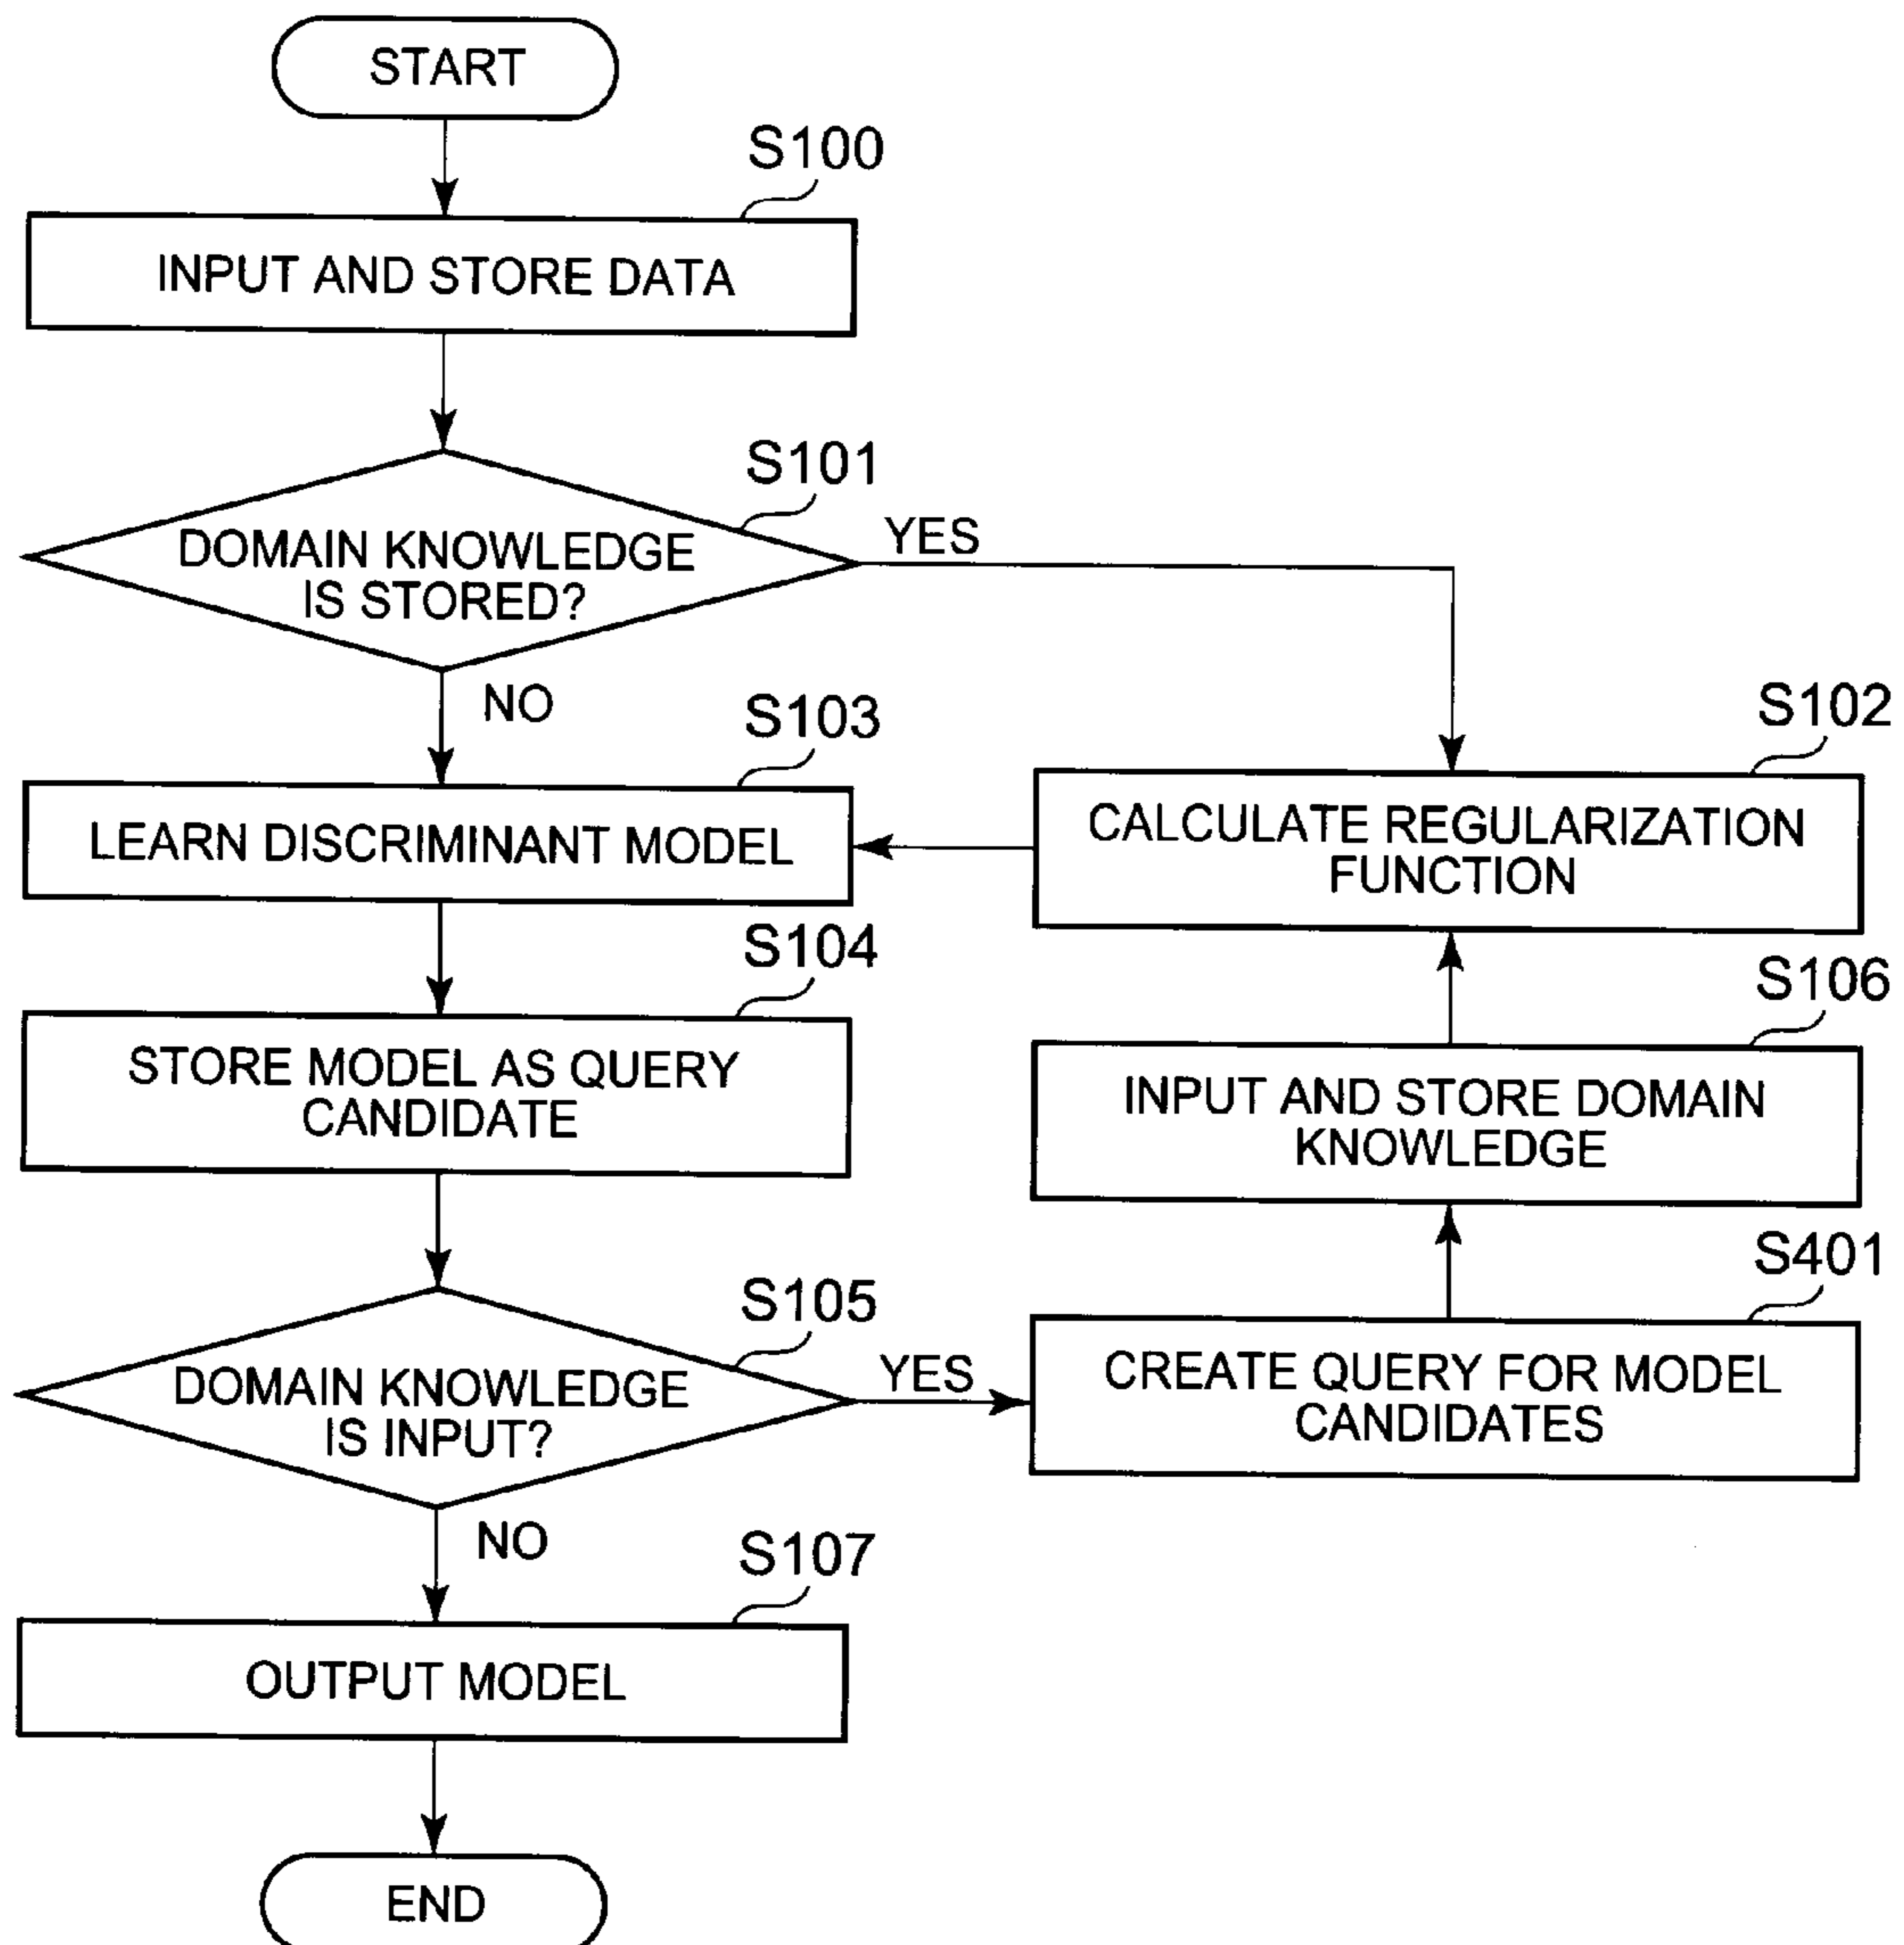 START
S100
INPUT AND STORE DATA
S101
DOMAIN KNOWLEDGE
IS STORED?
YES
NO
S103
LEARN DISCRIMINANT MODEL
S102
CALCULATE REGULARIZATION
FUNCTION
S104
STORE MODEL AS QUERY
CANDIDATE
S106
INPUT AND STORE DOMAIN
KNOWLEDGE
S105
DOMAIN KNOWLEDGE
IS INPUT?
YES
S401
CREATE QUERY FOR MODEL
CANDIDATES
NO
S107
OUTPUT MODEL
END